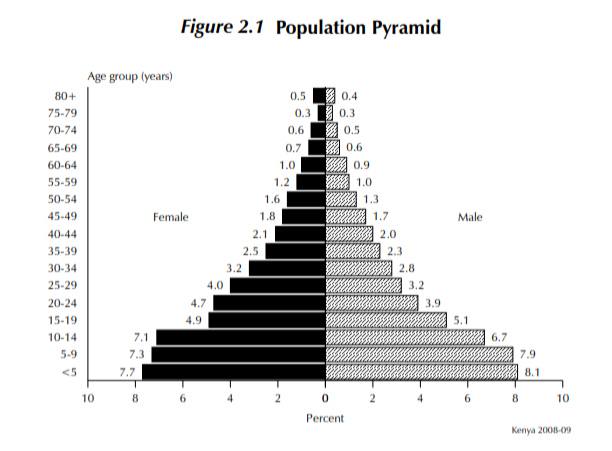 Figure 2.1 Population Pyramid
Age group (years)
80+ 0.5 0.4
75-79 0.3 0.3
70-74 0.6 0.5
65-69 0.7 0.6
60-64 1.0 0.9
55-59 1.2 1.0
50-54 1.6 1.3
45-49 Female 1.8 1.7 Male
40-44 2.1 2.0
35-39 2.5 2.3
30-34 3.2 2.8
25-29 4.0 3.2
20-24 4.7 3.9
15-19 4.9 5.1
10-14 7.1 6.7
5-9 7.3 7.9
<5 7.7 8.1
10 8 6 4 2 0 2 4 6 8 10
Percent
Kenya 2008-09